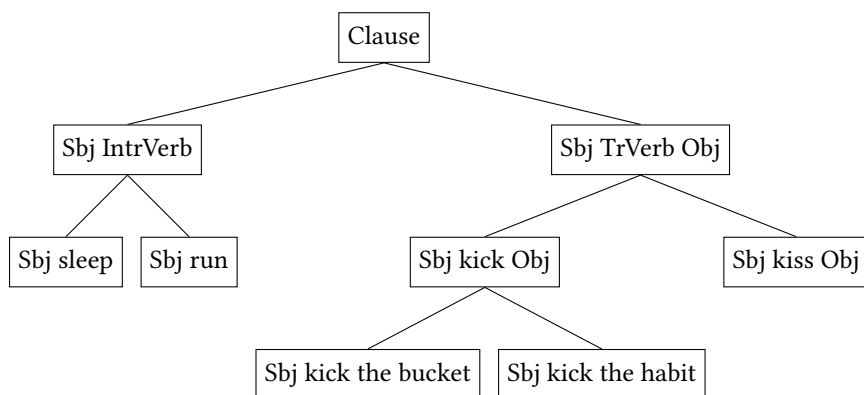 Clause
Sbj IntrVerb
Sbj TrVerb Obj
Sbj sleep
Sbj run
Sbj kick Obj
Sbj kiss Obj
Sbj kick the bucket
Sbj kick the habit